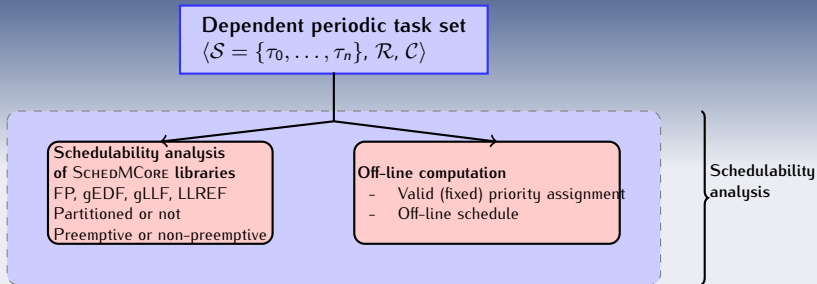 Dependent periodic task set
⟨𝒮 = {τ₀, . . . , τₙ}, ℛ, 𝒞⟩
Schedulability analysis
of SCHEDMCORE libraries
FP, gEDF, gLLF, LLREF
Partitioned or not
Preemptive or non-preemptive
Off-line computation
- Valid (fixed) priority assignment
- Off-line schedule
Schedulability
analysis